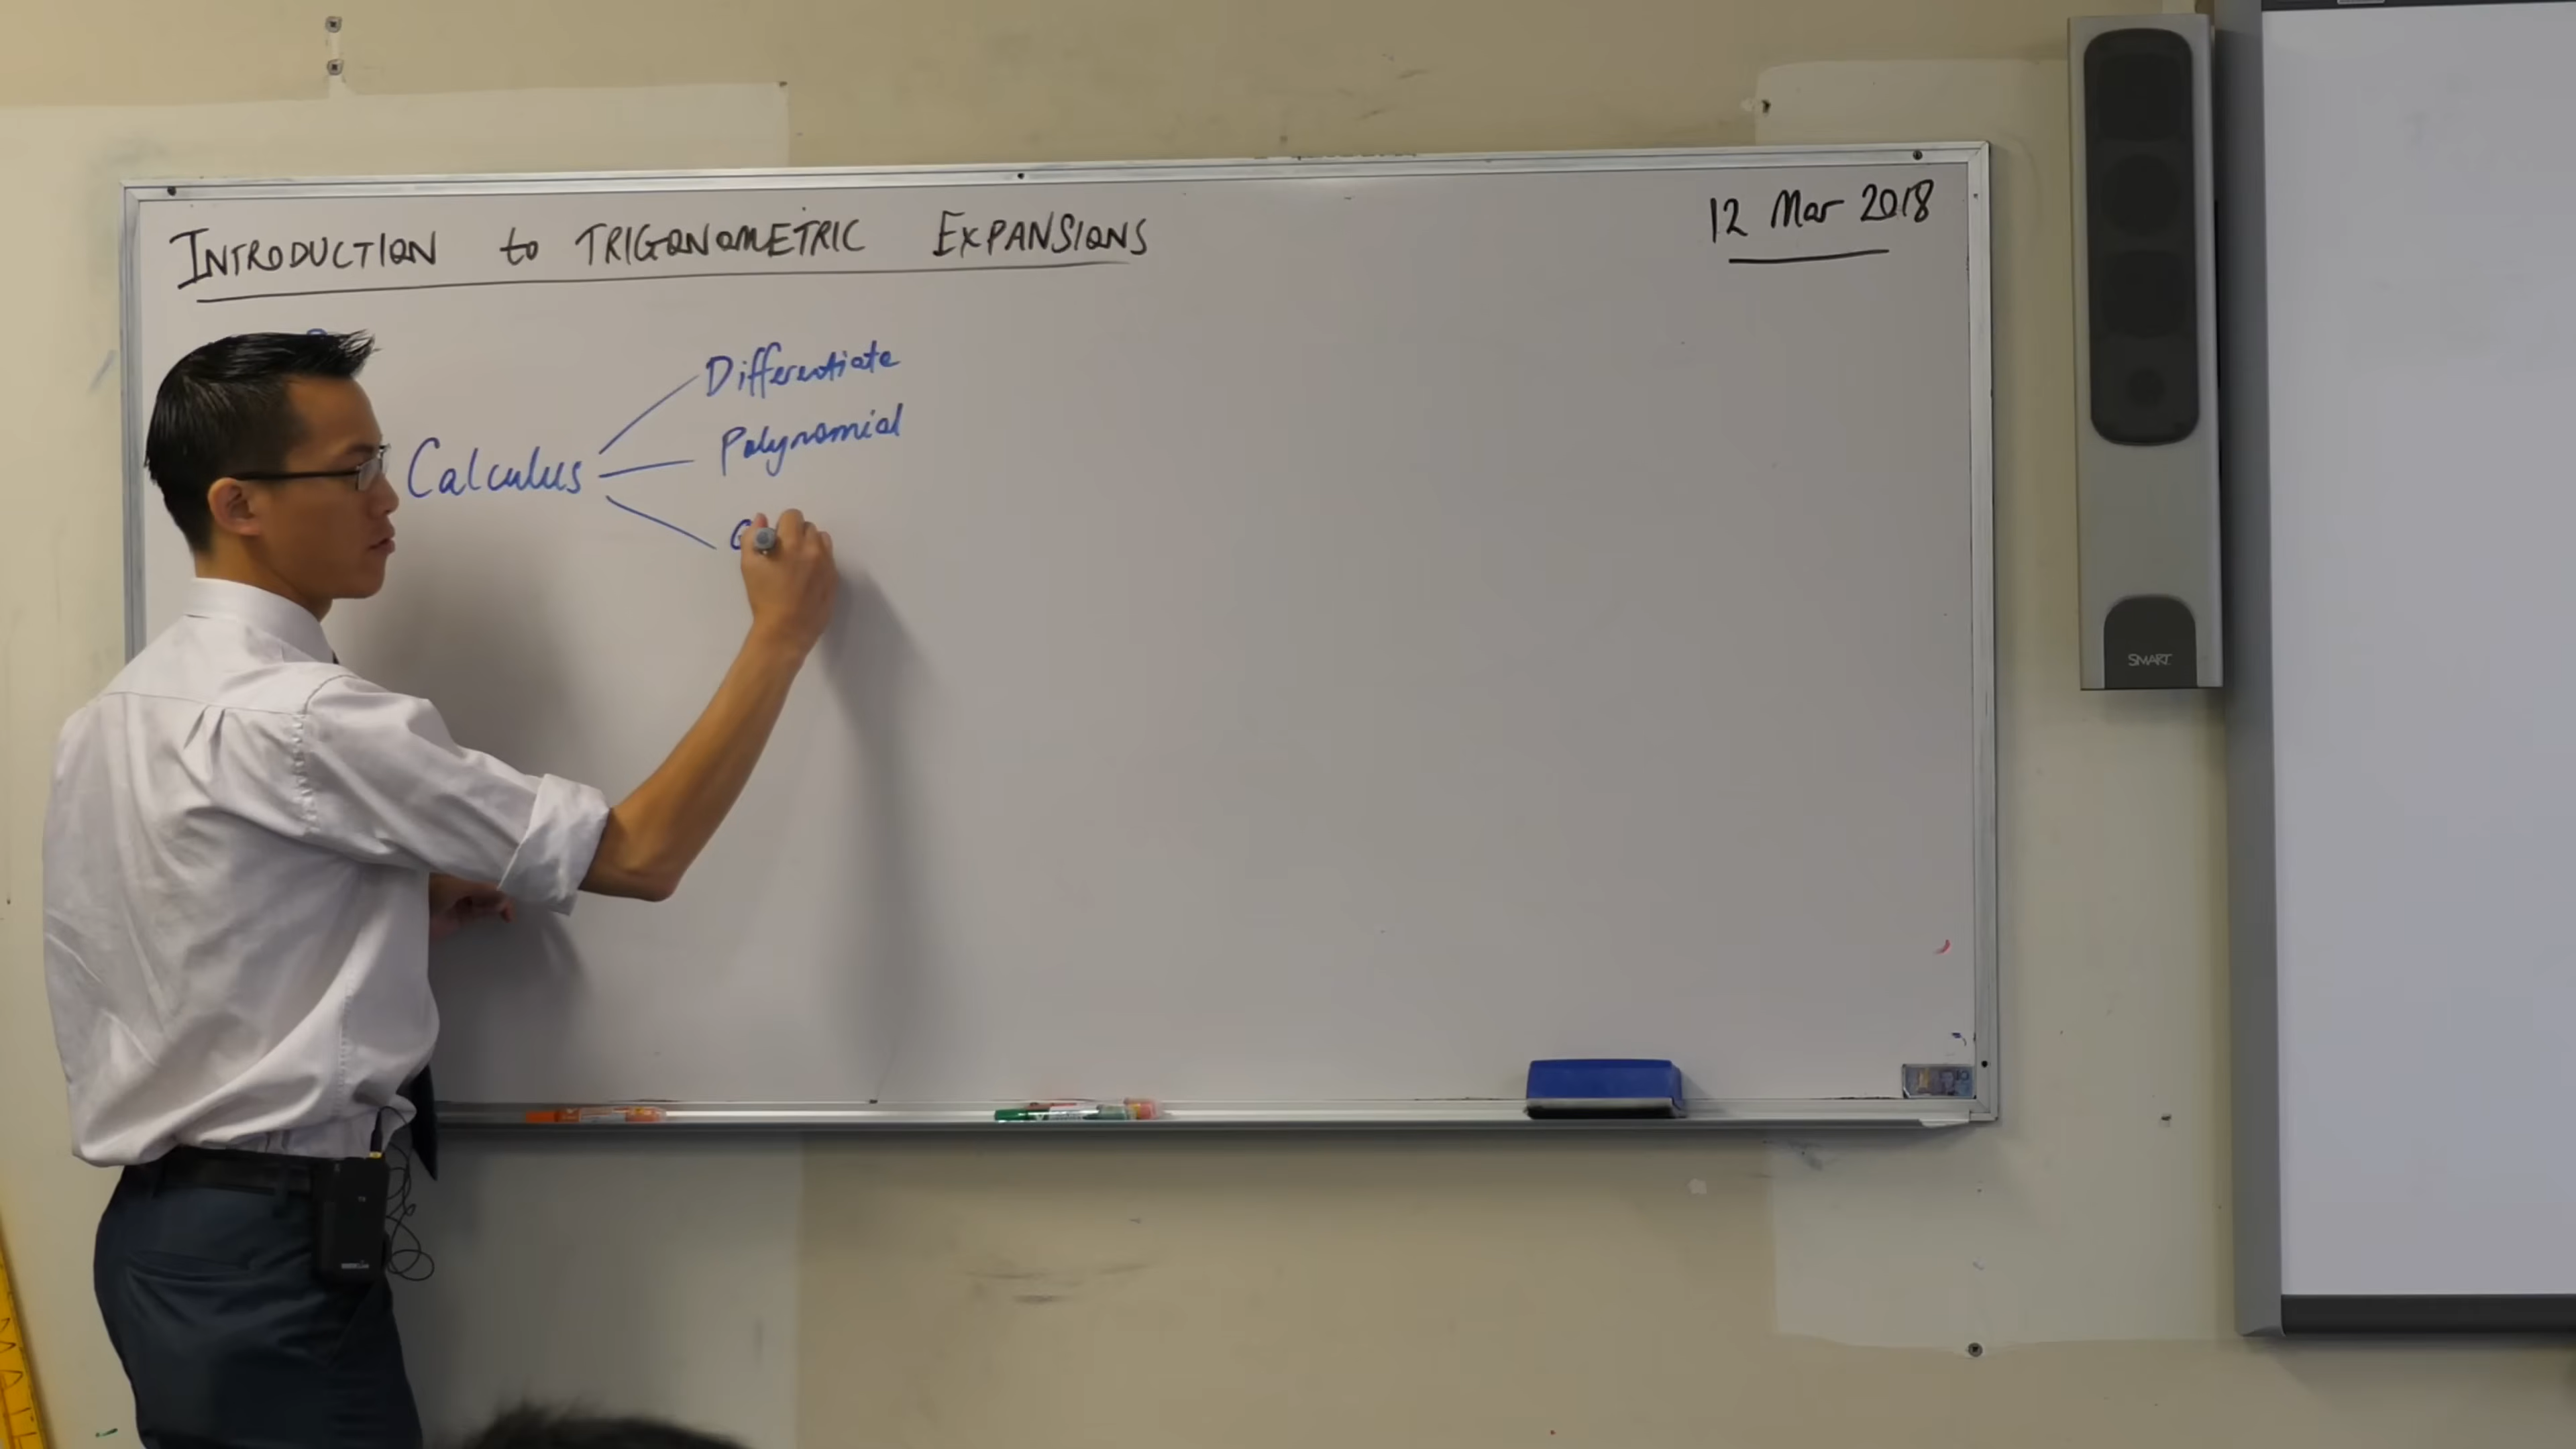 INTRODUCTION to TRIGONOMETRIC EXPANSIONS
12 Mar 2018
Differentiate
Calculus
Polynomial
SMART